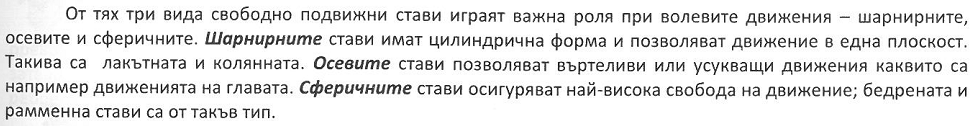 От тях три вида свободно подвижни стави играят важна роля при волевите движения – шарнирните,
осевите и сферичните. Шарнирните стави имат цилиндрична форма и позволяват движение в една плоскост.
Такива са лакътната и колянната. Осевите стави позволяват въртеливи или усукващи движения каквито са
например движенията на главата. Сферичните стави осигуряват най-висока свобода на движение; бедрената и
рамменна стави са от такъв тип.